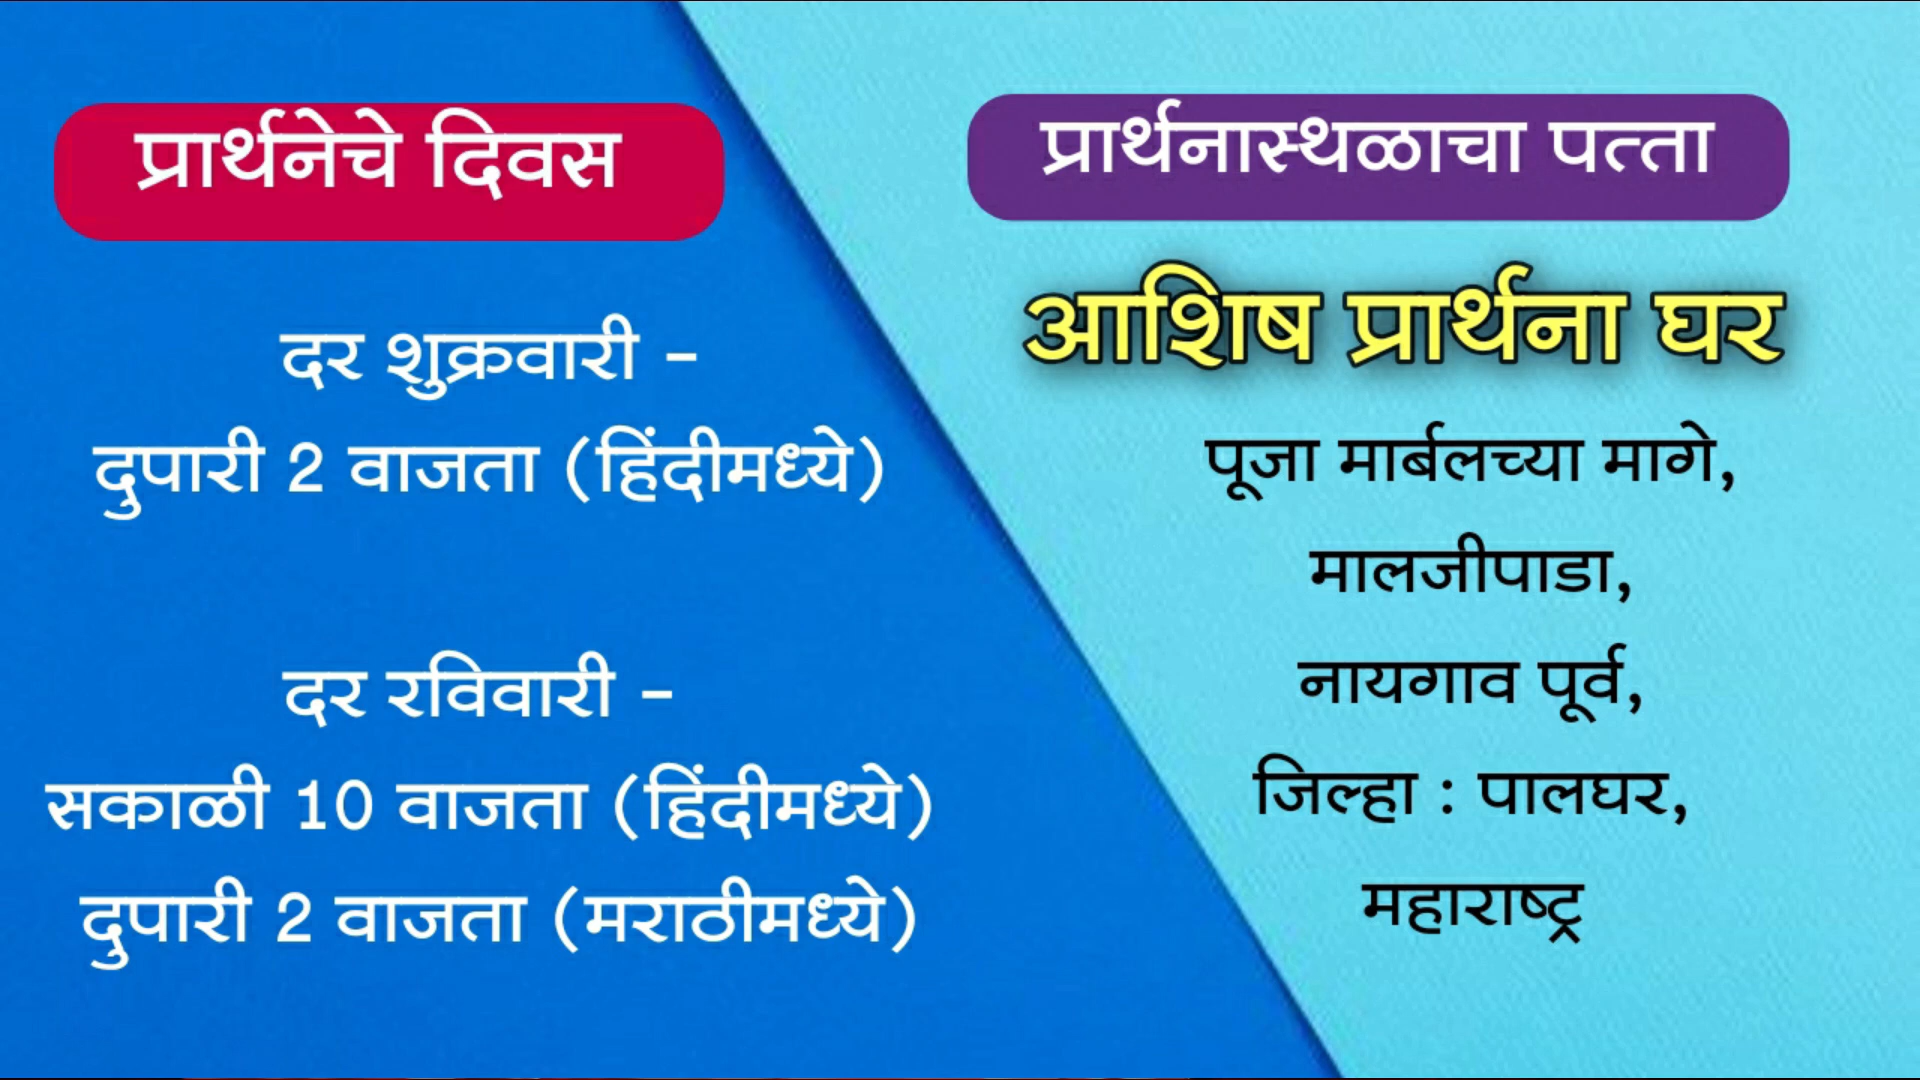 प्रार्थनेचे दिवस
दर शुक्रवारी -
दुपारी 2 वाजता (हिंदीमध्ये)
दर रविवारी -
सकाळी 10 वाजता (हिंदीमध्ये)
दुपारी 2 वाजता (मराठीमध्ये)
प्रार्थनास्थळाचा पत्ता
आशिष प्रार्थना घर
पूजा मार्बलच्या मागे,
मालजीपाडा,
नायगाव पूर्व,
जिल्हा : पालघर,
महाराष्ट्र